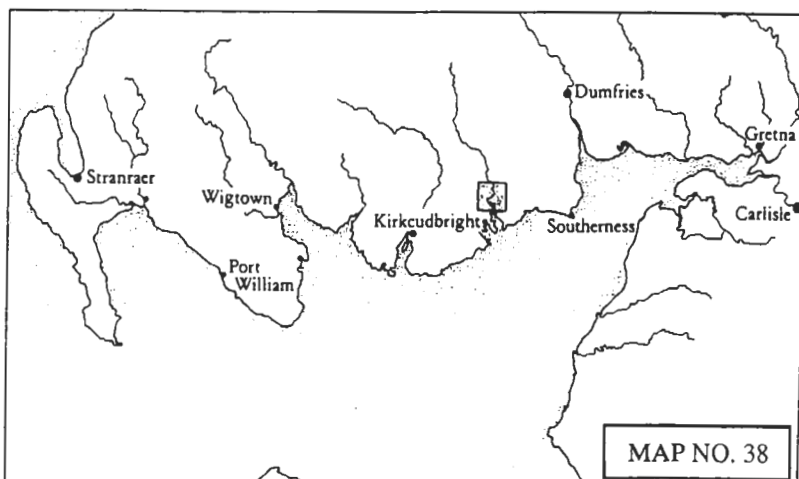 Dumfries
Gretna
Stranraer
Wigtown
Kirkcudbright
Southerness
Carlisle
Port
William
MAP NO. 38